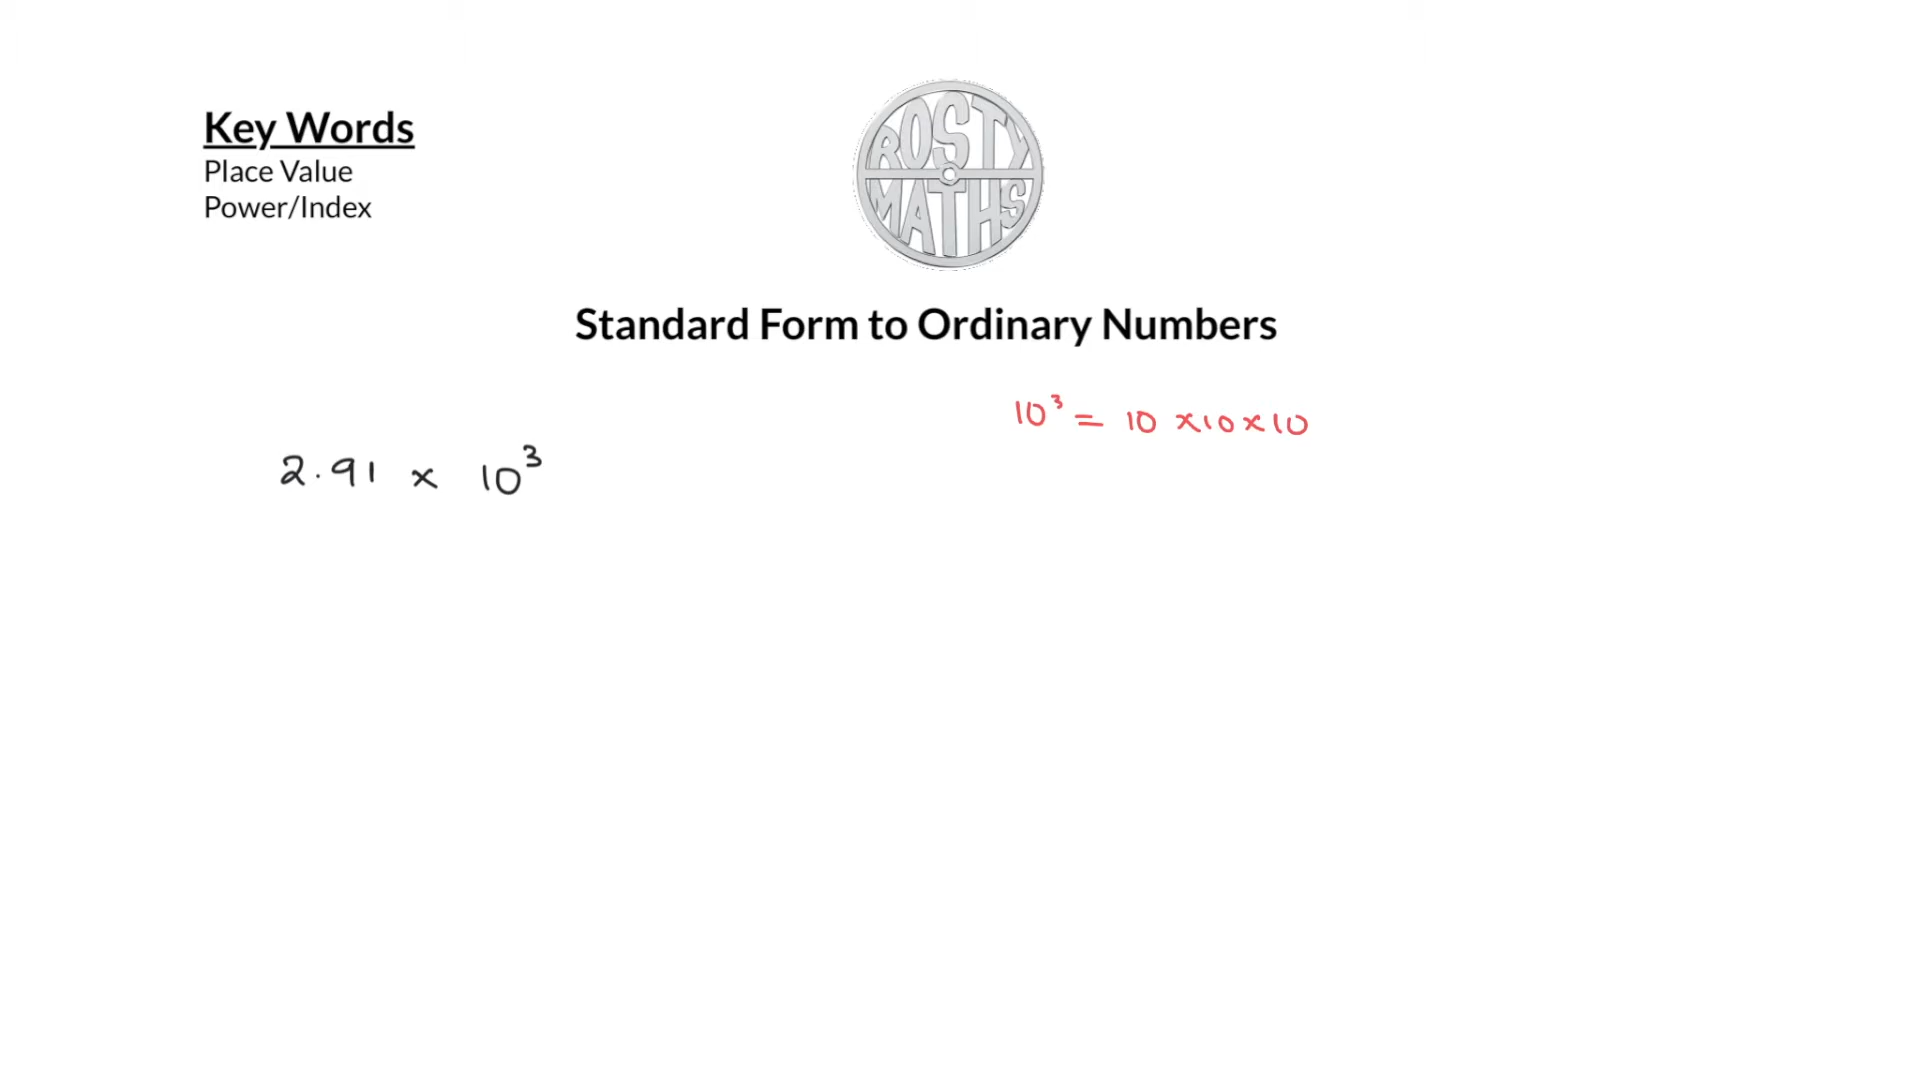 Key Words
Place Value
Power/Index
ROSTY
MATHS
Standard Form to Ordinary Numbers
10³ = 10 ×10 × 10
2.91 × 10³